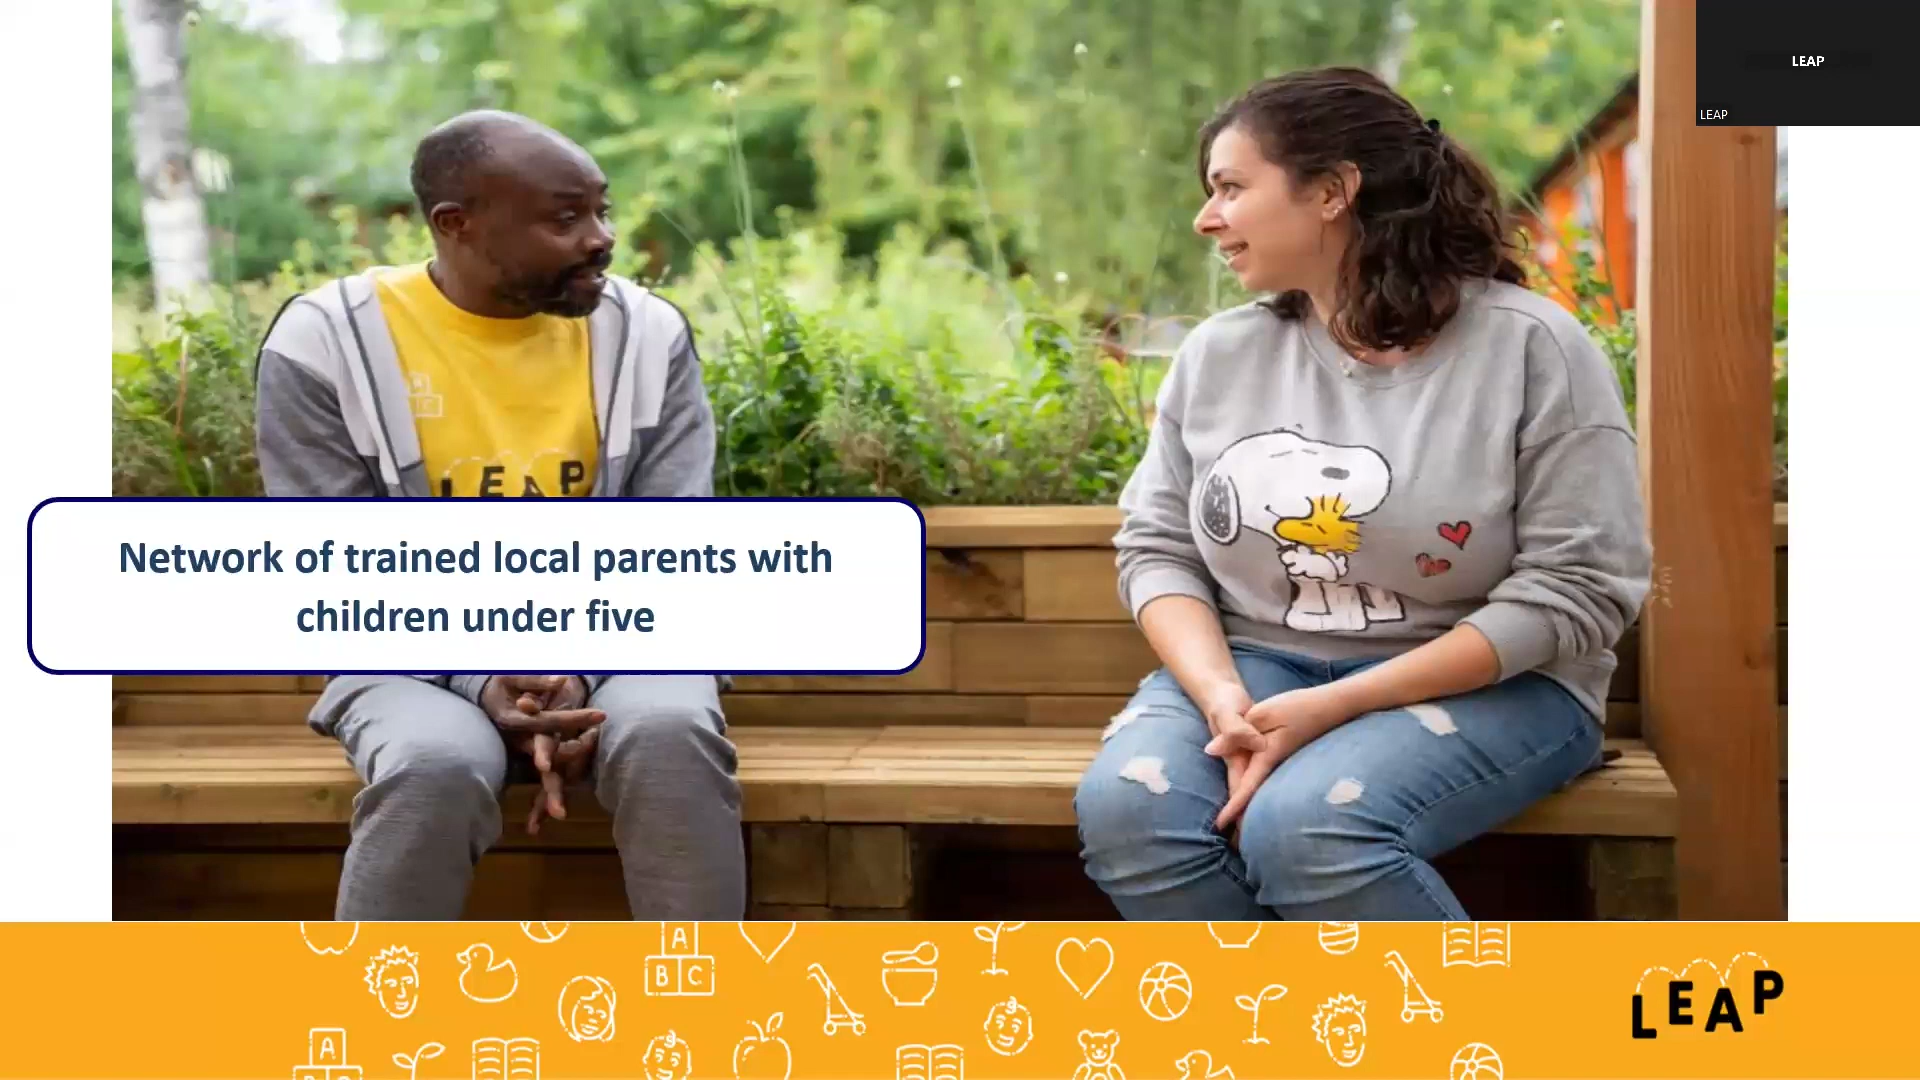 LEAP
LEAP
LEAP
Network of trained local parents with
children under five
A
B C
A
B C
LEAP